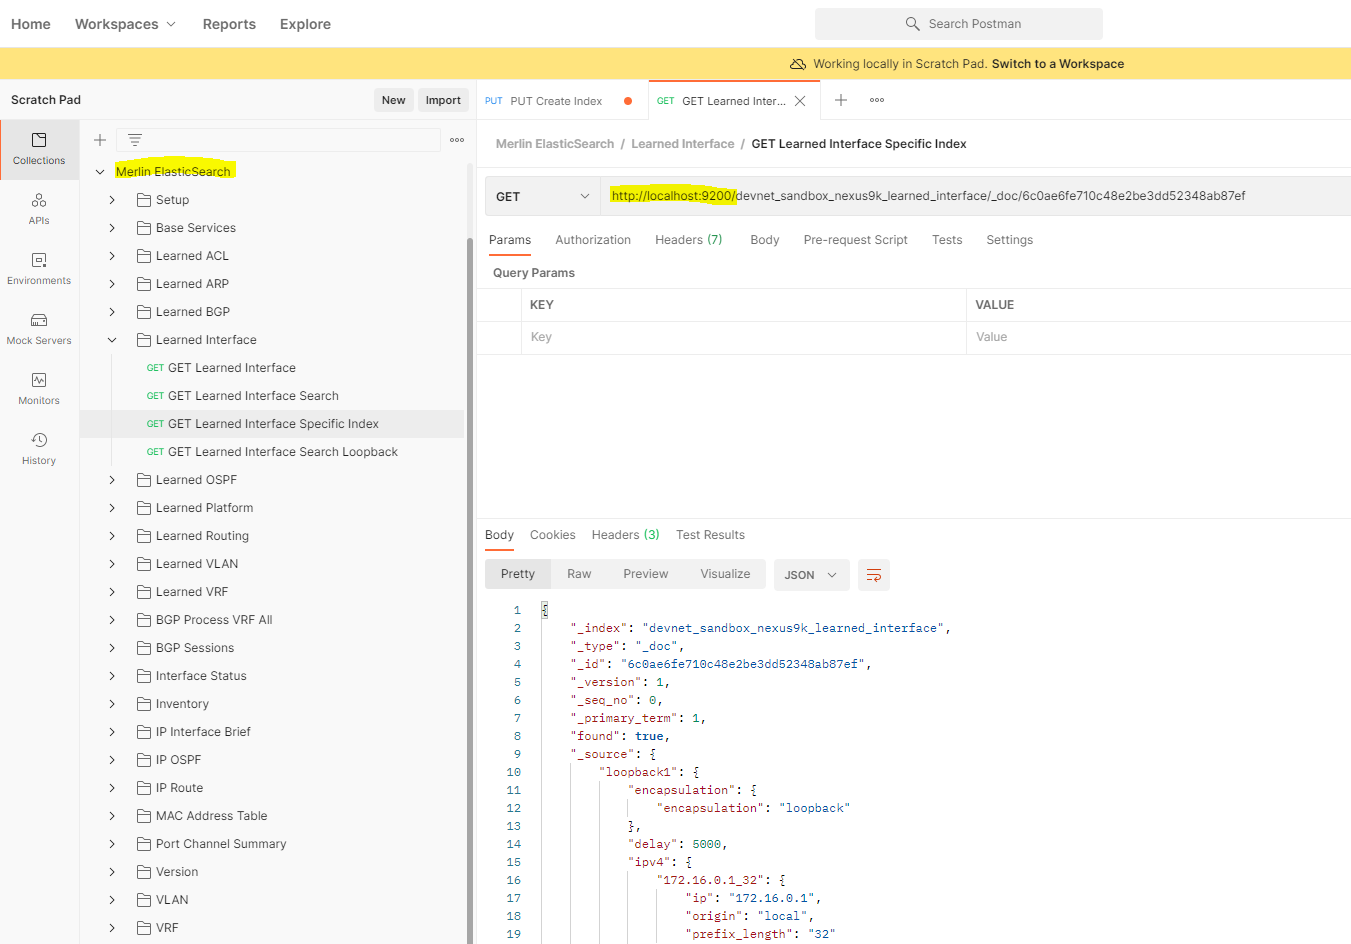 Home Workspaces Reports Explore Search Postman
Working locally in Scratch Pad. Switch to a Workspace
Scratch Pad New Import
PUT PUT Create Index GET GET Learned Inter...
Collections
APIs
Environments
Mock Servers
Monitors
History
Merlin ElasticSearch
Setup
Base Services
Learned ACL
Learned ARP
Learned BGP
Learned Interface
GET GET Learned Interface
GET GET Learned Interface Search
GET GET Learned Interface Specific Index
GET GET Learned Interface Search Loopback
Learned OSPF
Learned Platform
Learned Routing
Learned VLAN
Learned VRF
BGP Process VRF All
BGP Sessions
Interface Status
Inventory
IP Interface Brief
IP OSPF
IP Route
MAC Address Table
Port Channel Summary
Version
VLAN
VRF
Merlin ElasticSearch / Learned Interface / GET Learned Interface Specific Index
GET http://localhost:9200/devnet_sandbox_nexus9k_learned_interface/_doc/6c0ae6fe710c48e2be3dd52348ab87ef
Params Authorization Headers (7) Body Pre-request Script Tests Settings
Query Params
KEY VALUE
Key Value
Body Cookies Headers (3) Test Results
Pretty Raw Preview Visualize JSON
1 {
2 "_index": "devnet_sandbox_nexus9k_learned_interface",
3 "_type": "_doc",
4 "_id": "6c0ae6fe710c48e2be3dd52348ab87ef",
5 "_version": 1,
6 "_seq_no": 0,
7 "_primary_term": 1,
8 "found": true,
9 "_source": {
10 "loopback1": {
11 "encapsulation": {
12 "encapsulation": "loopback"
13 },
14 "delay": 5000,
15 "ipv4": {
16 "172.16.0.1_32": {
17 "ip": "172.16.0.1",
18 "origin": "local",
19 "prefix_length": "32"